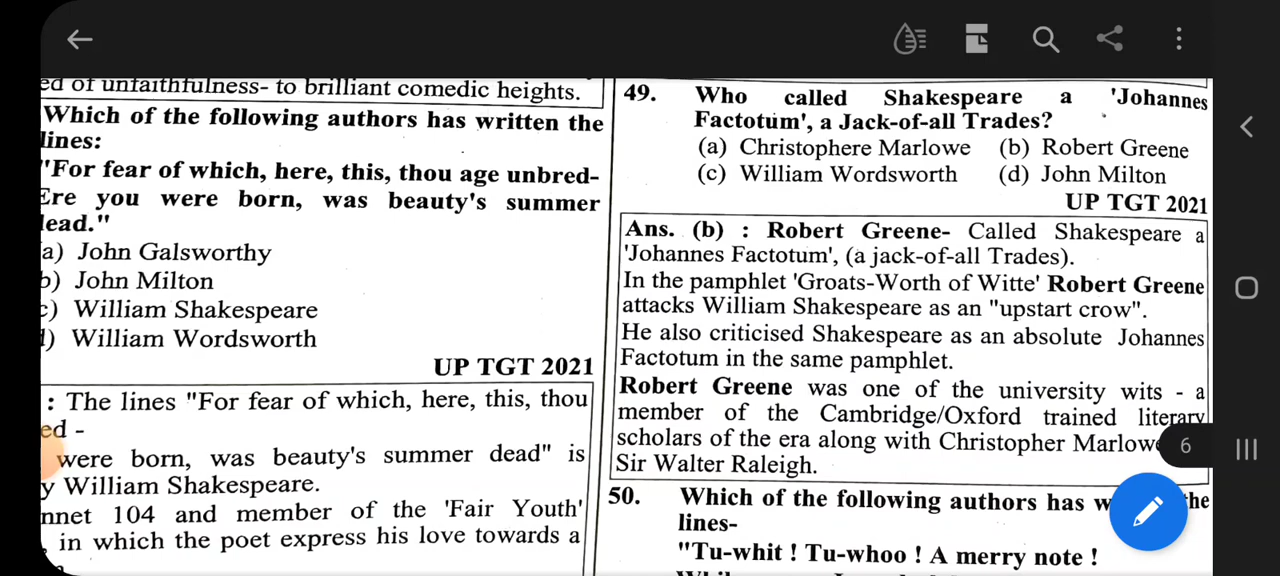 ed of unfaithfulness- to brilliant comedic heights.
Which of the following authors has written the
lines:
"For fear of which, here, this, thou age unbred-
Ere you were born, was beauty's summer
lead."
a) John Galsworthy
b) John Milton
c) William Shakespeare
l) William Wordsworth
UP TGT 2021
: The lines "For fear of which, here, this, thou
ed -
were born, was beauty's summer dead" is
y William Shakespeare.
nnet 104 and member of the 'Fair Youth'
in which the poet express his love towards a
49. Who called Shakespeare a 'Johannes
Factotum', a Jack-of-all Trades?
(a) Christophere Marlowe (b) Robert Greene
(c) William Wordsworth (d) John Milton
UP TGT 2021
Ans. (b) : Robert Greene- Called Shakespeare a
'Johannes Factotum', (a jack-of-all Trades).
In the pamphlet 'Groats-Worth of Witte' Robert Greene
attacks William Shakespeare as an "upstart crow".
He also criticised Shakespeare as an absolute Johannes
Factotum in the same pamphlet.
Robert Greene was one of the university wits - a
member of the Cambridge/Oxford trained literary
scholars of the era along with Christopher Marlowe
Sir Walter Raleigh.
6
50. Which of the following authors has w the
lines-
"Tu-whit ! Tu-whoo ! A merry note !